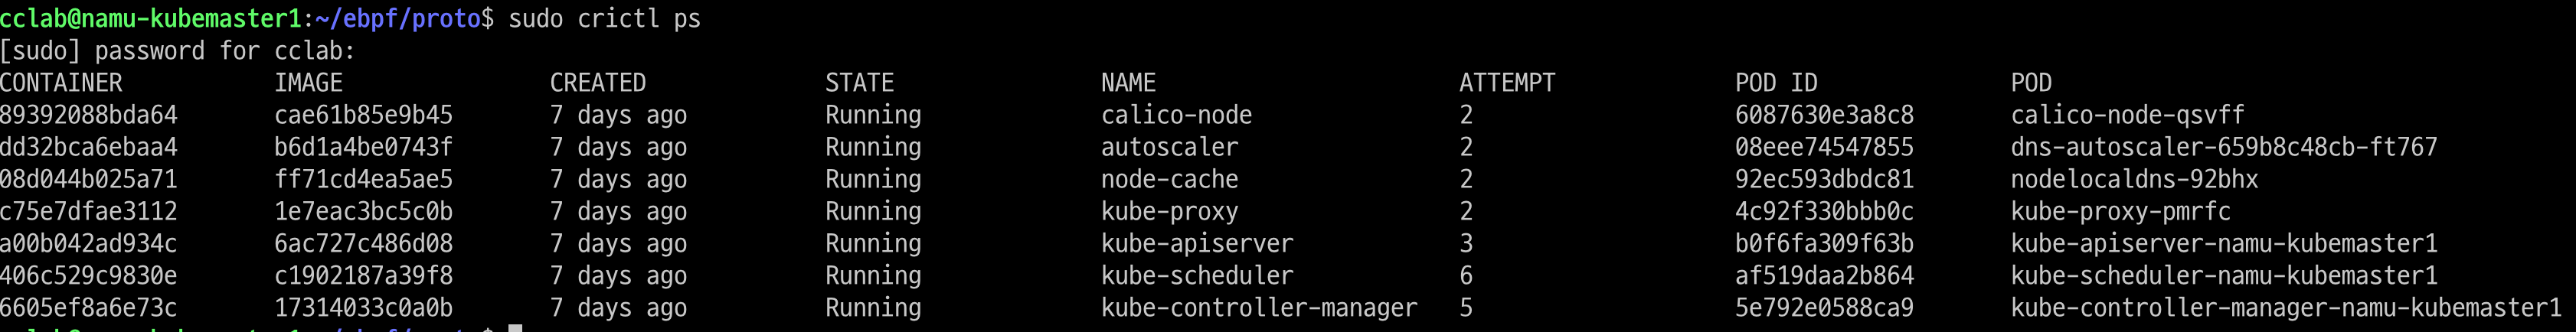 cclab@namu-kubemaster1:~/ebpf/proto$ sudo crictl ps
[sudo] password for cclab:
CONTAINER IMAGE CREATED STATE NAME ATTEMPT POD ID POD
89392088bda64 cae61b85e9b45 7 days ago Running calico-node 2 6087630e3a8c8 calico-node-qsvff
dd32bca6ebaa4 b6d1a4be0743f 7 days ago Running autoscaler 2 08eee74547855 dns-autoscaler-659b8c48cb-ft767
08d044b025a71 ff71cd4ea5ae5 7 days ago Running node-cache 2 92ec593dbdc81 nodelocaldns-92bhx
c75e7dfae3112 1e7eac3bc5c0b 7 days ago Running kube-proxy 2 4c92f330bbb0c kube-proxy-pmrfc
a00b042ad934c 6ac727c486d08 7 days ago Running kube-apiserver 3 b0f6fa309f63b kube-apiserver-namu-kubemaster1
406c529c9830e c1902187a39f8 7 days ago Running kube-scheduler 6 af519daa2b864 kube-scheduler-namu-kubemaster1
6605ef8a6e73c 17314033c0a0b 7 days ago Running kube-controller-manager 5 5e792e0588ca9 kube-controller-manager-namu-kubemaster1